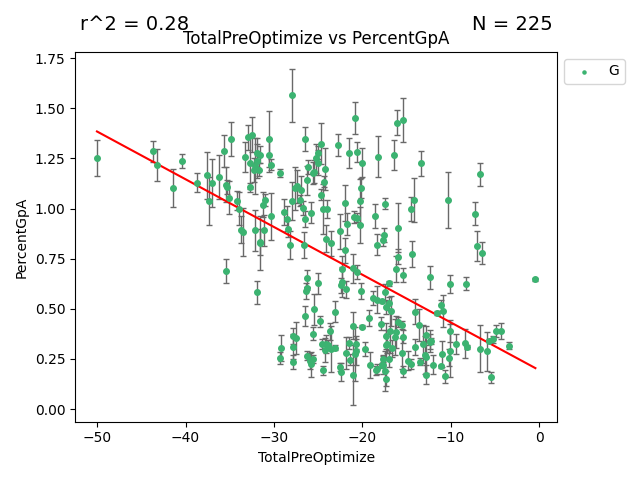 r^2 = 0.28
N = 225
TotalPreOptimize vs PercentGpA
G
PercentGpA
1.75
1.50
1.25
1.00
0.75
0.50
0.25
0.00
−50
−40
−30
−20
−10
0
TotalPreOptimize